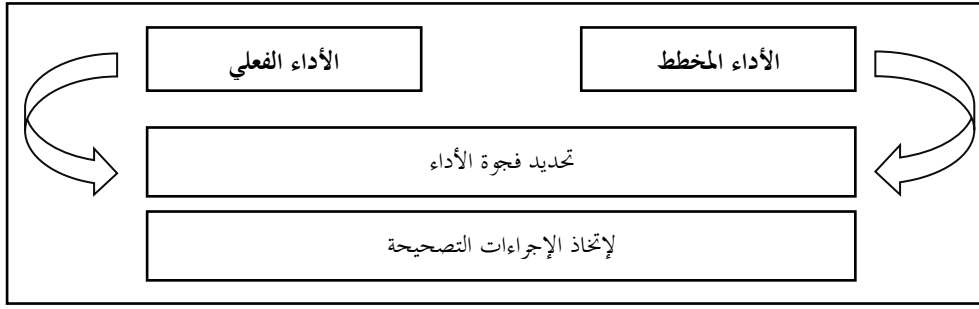 الأداء المخطط
الأداء الفعلي
تحديد فجوة الأداء
لإتخاذ الإجراءات التصحيحة